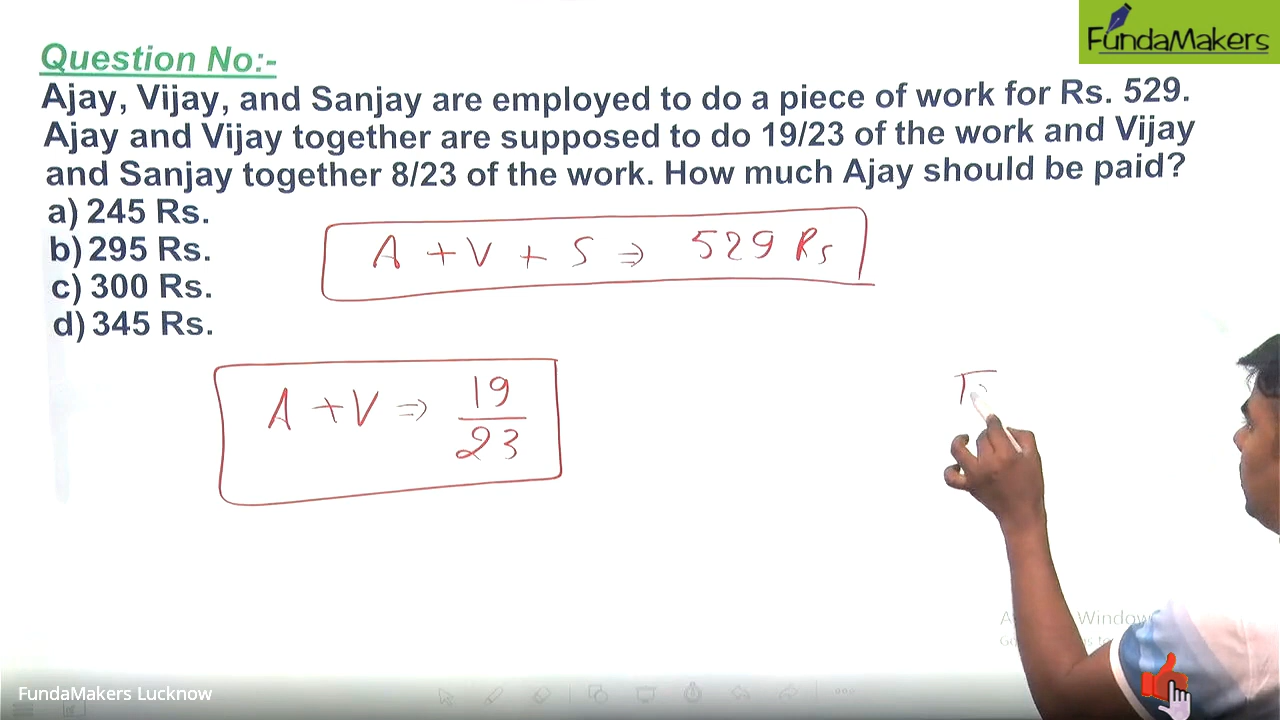 FundaMakers
Question No:-
Ajay, Vijay, and Sanjay are employed to do a piece of work for Rs. 529.
Ajay and Vijay together are supposed to do 19/23 of the work and Vijay
and Sanjay together 8/23 of the work. How much Ajay should be paid?
a) 245 Rs.
b) 295 Rs.
c) 300 Rs.
d) 345 Rs.
A + V + S ⇒ 529 Rs
A + V ⇒ 19/23
FundaMakers Lucknow